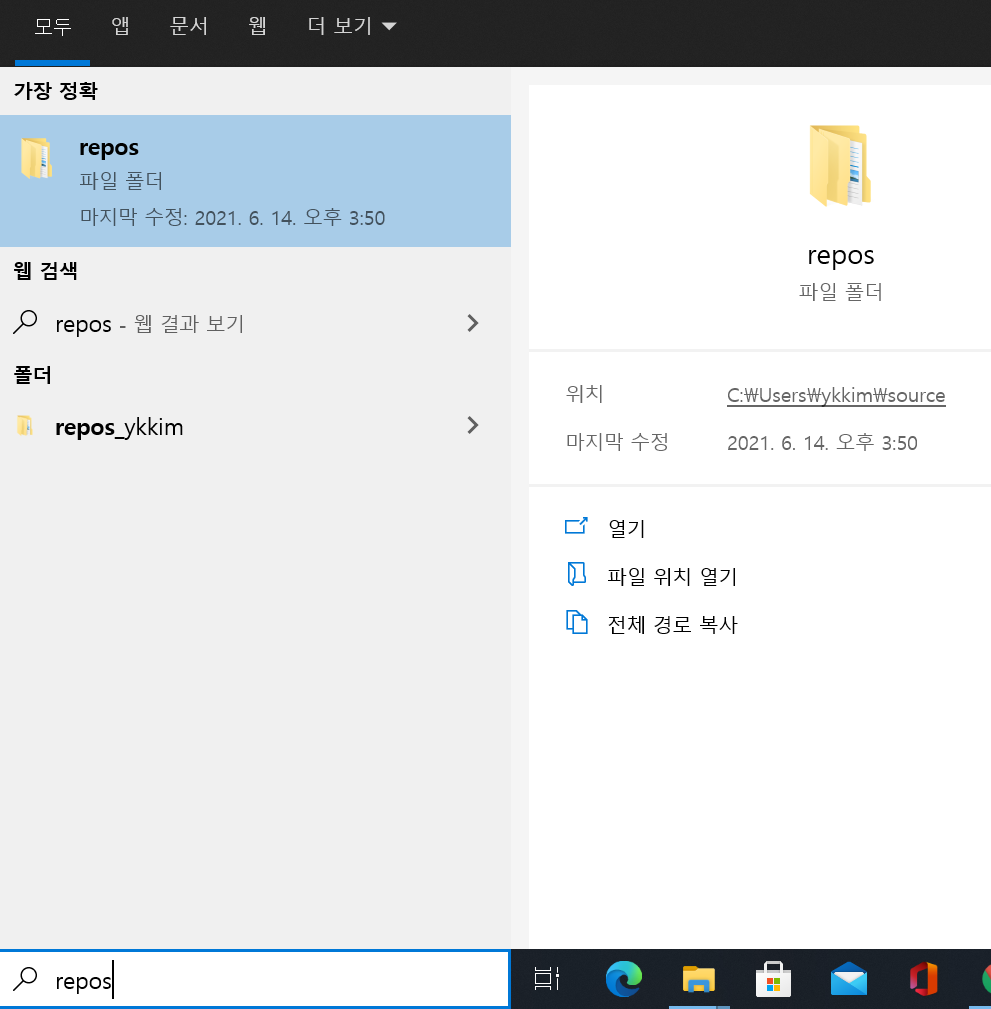 모두 앱 문서 웹 더 보기
가장 정확
repos
파일 폴더
마지막 수정: 2021. 6. 14. 오후 3:50
웹 검색
repos - 웹 결과 보기
폴더
repos_ykkim
repos
파일 폴더
위치 C:₩Users₩ykkim₩source
마지막 수정 2021. 6. 14. 오후 3:50
열기
파일 위치 열기
전체 경로 복사
repos